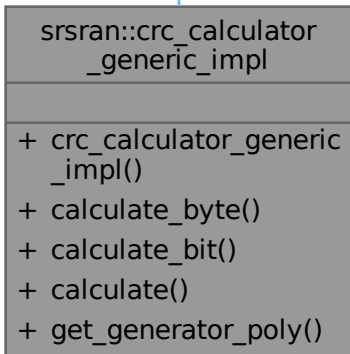 srsran::crc_calculator
_generic_impl
+ crc_calculator_generic
_impl()
+ calculate_byte()
+ calculate_bit()
+ calculate()
+ get_generator_poly()